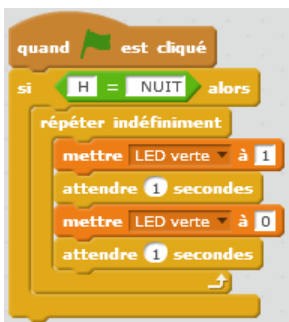 quand est cliqué
si H = NUIT alors
répéter indéfiniment
mettre LED verte à 1
attendre 1 secondes
mettre LED verte à 0
attendre 1 secondes